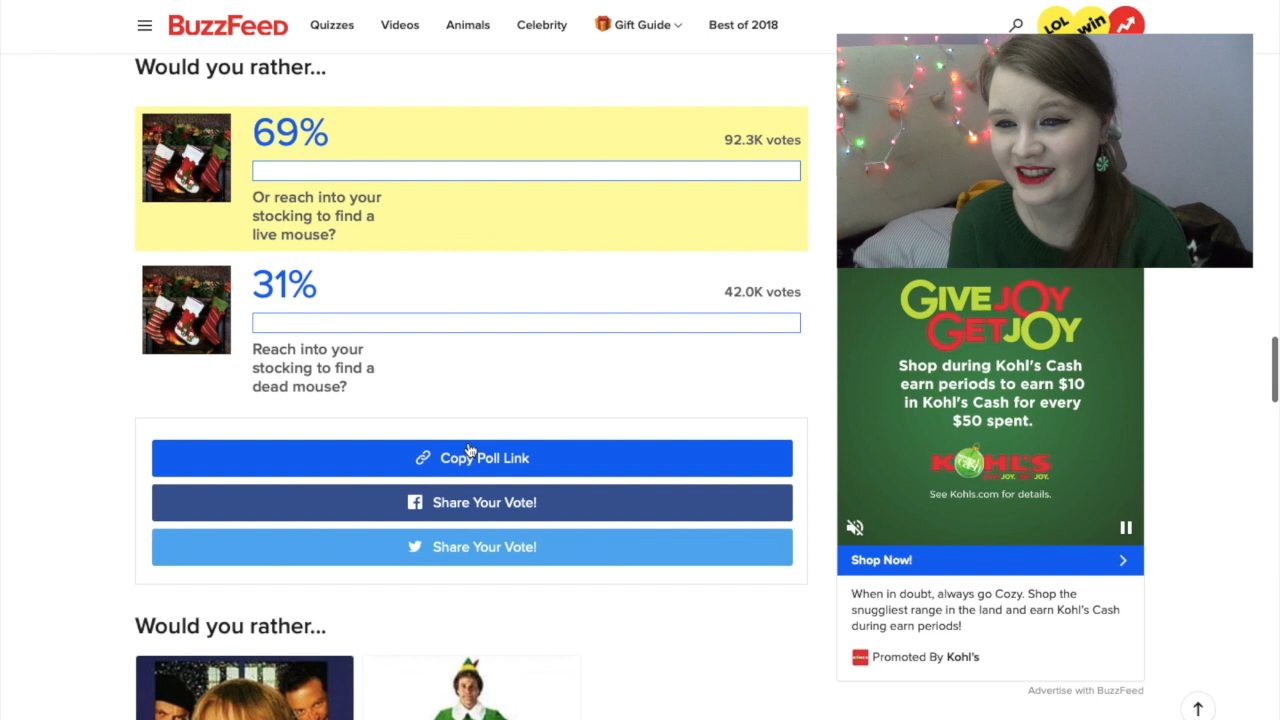 BuzzFeed
Quizzes
Videos
Animals
Celebrity
Gift Guide
Best of 2018
LOL
win
Would you rather...
69%
92.3K votes
Or reach into your
stocking to find a
live mouse?
31%
42.0K votes
Reach into your
stocking to find a
dead mouse?
Copy Poll Link
Share Your Vote!
Share Your Vote!
Would you rather...
GIVE JOY
GET JOY
Shop during Kohl's Cash
earn periods to earn $10
in Kohl's Cash for every
$50 spent.
KOHL'S
See Kohls.com for details.
Shop Now!
When in doubt, always go Cozy. Shop the
snuggliest range in the land and earn Kohl's Cash
during earn periods!
Promoted By Kohl's
Advertise with BuzzFeed